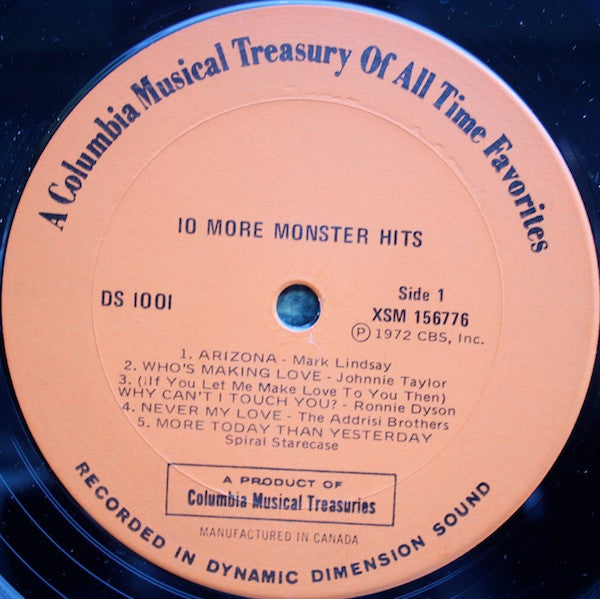 A Columbia Musical Treasury Of All Time Favorites
10 MORE MONSTER HITS
DS 1001
Side 1
XSM 156776
Ⓟ 1972 CBS, Inc.
1. ARIZONA - Mark Lindsay
2. WHO'S MAKING LOVE - Johnnie Taylor
3. (iIf You Let Me Make Love To You Then)
WHY CAN'T I TOUCH YOU? - Ronnie Dyson
4. NEVER MY LOVE - The Addrisi Brothers
5. MORE TODAY THAN YESTERDAY
Spiral Starecase
A PRODUCT OF
Columbia Musical Treasuries
MANUFACTURED IN CANADA
RECORDED IN DYNAMIC DIMENSION SOUND